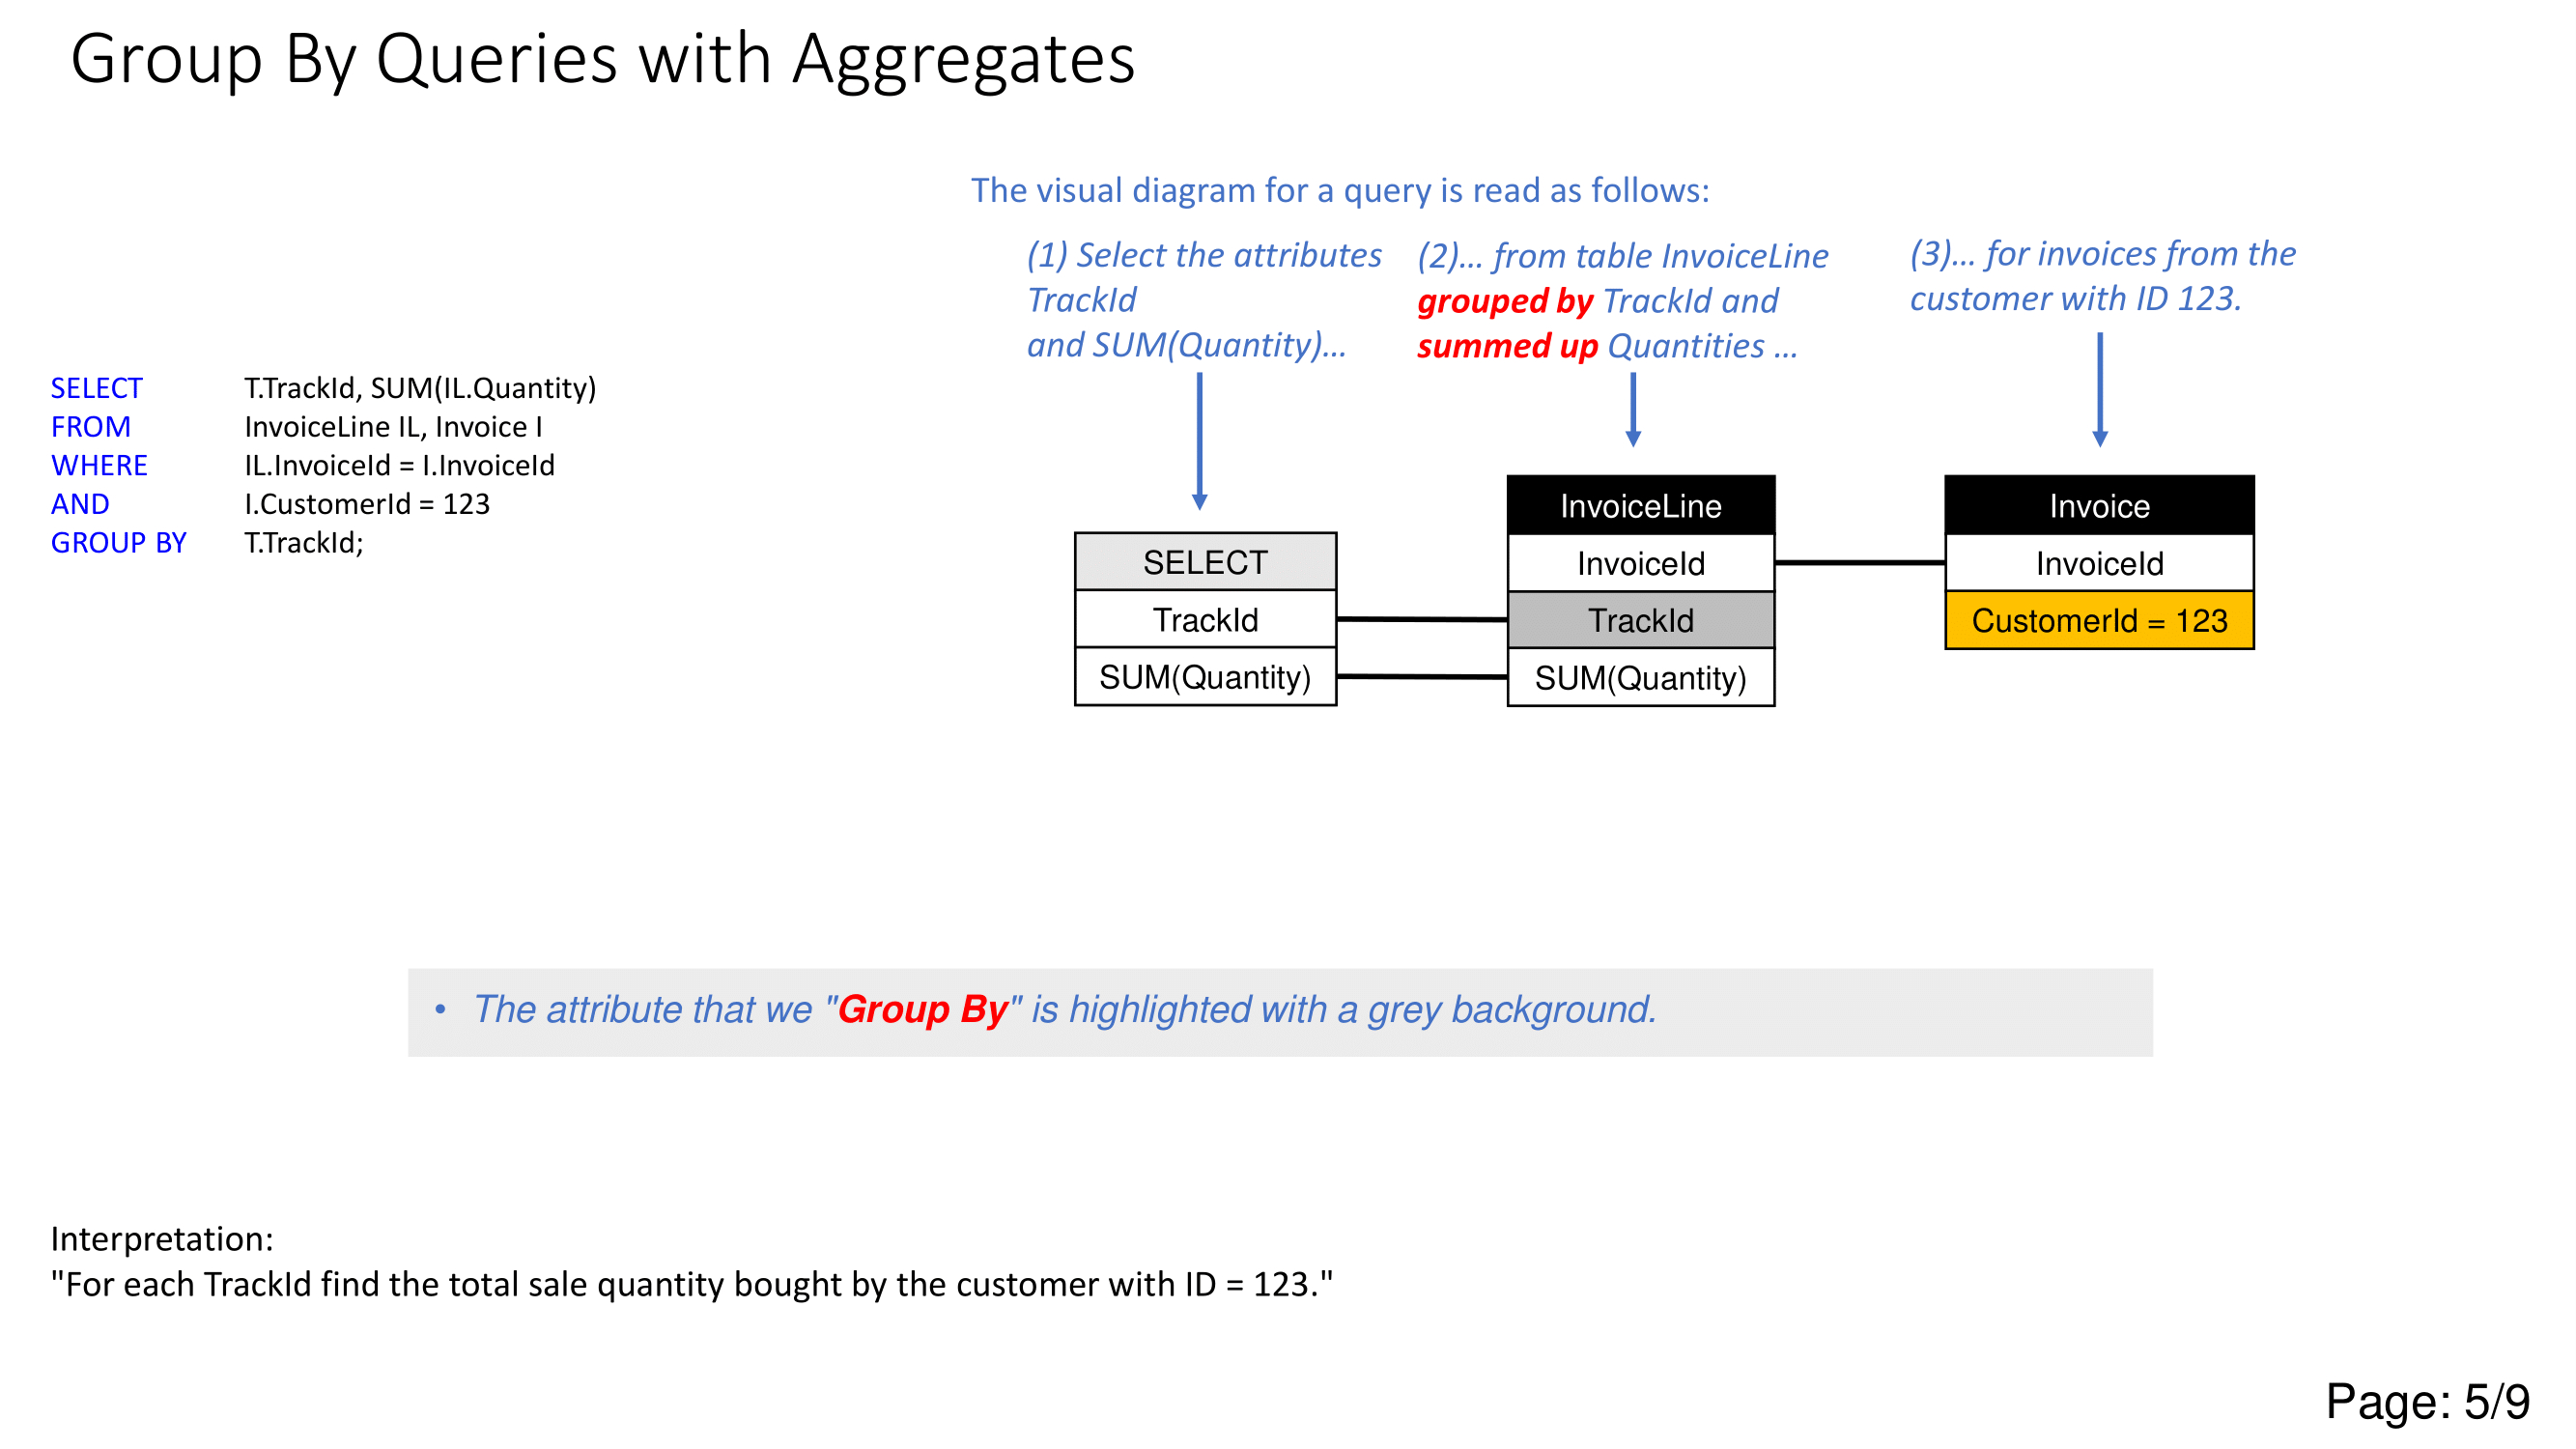 Group By Queries with Aggregates
The visual diagram for a query is read as follows:
(1) Select the attributes
TrackId
and SUM(Quantity)...
(2)... from table InvoiceLine
grouped by TrackId and
summed up Quantities ...
(3)... for invoices from the
customer with ID 123.
SELECT T.TrackId, SUM(IL.Quantity)
FROM InvoiceLine IL, Invoice I
WHERE IL.InvoiceId = I.InvoiceId
AND I.CustomerId = 123
GROUP BY T.TrackId;
SELECT
TrackId
SUM(Quantity)
InvoiceLine
InvoiceId
TrackId
SUM(Quantity)
Invoice
InvoiceId
CustomerId = 123
• The attribute that we "Group By" is highlighted with a grey background.
Interpretation:
"For each TrackId find the total sale quantity bought by the customer with ID = 123."
Page: 5/9